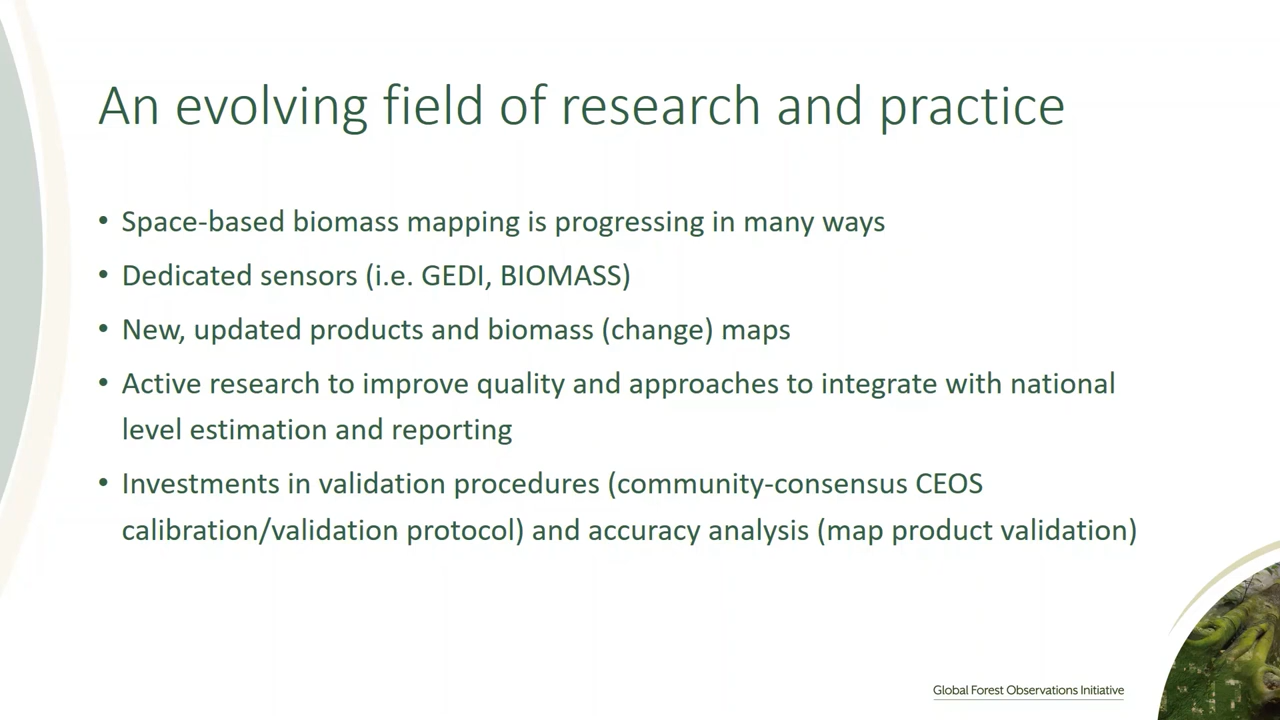 An evolving field of research and practice
• Space-based biomass mapping is progressing in many ways
• Dedicated sensors (i.e. GEDI, BIOMASS)
• New, updated products and biomass (change) maps
• Active research to improve quality and approaches to integrate with national
level estimation and reporting
• Investments in validation procedures (community-consensus CEOS
calibration/validation protocol) and accuracy analysis (map product validation)
Global Forest Observations Initiative